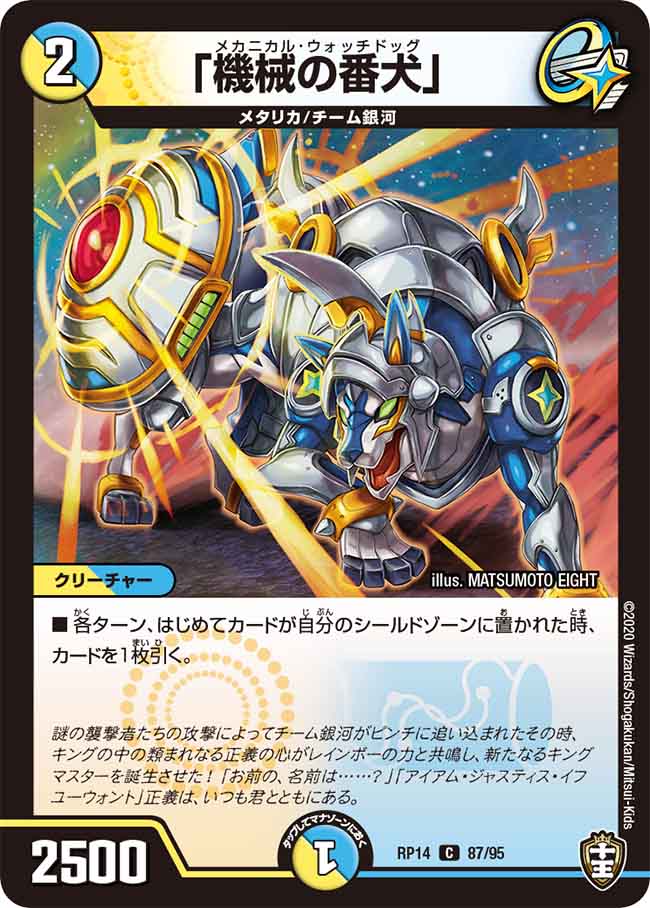 2
メカニカル・ウォッチドッグ
「機械の番犬」
メタリカ/チーム銀河
クリーチャー
illus. MATSUMOTO EIGHT
■各ターン、はじめてカードが自分のシールドゾーンに置かれた時、
カードを1枚引く。
謎の襲撃者たちの攻撃によってチーム銀河がピンチに追い込まれたその時、
キングの中の類まれなる正義の心がレインボーの力と共鳴し、新たなるキング
マスターを誕生させた!「お前の、名前は……?」「アイアム・ジャスティス・イフ
ユーウォント」正義は、いつも君とともにある。
©2020 Wizards/Shogakukan/Mitsui-Kids
2500
タップしてマナゾーンにおく
1
RP14 C 87/95
十王